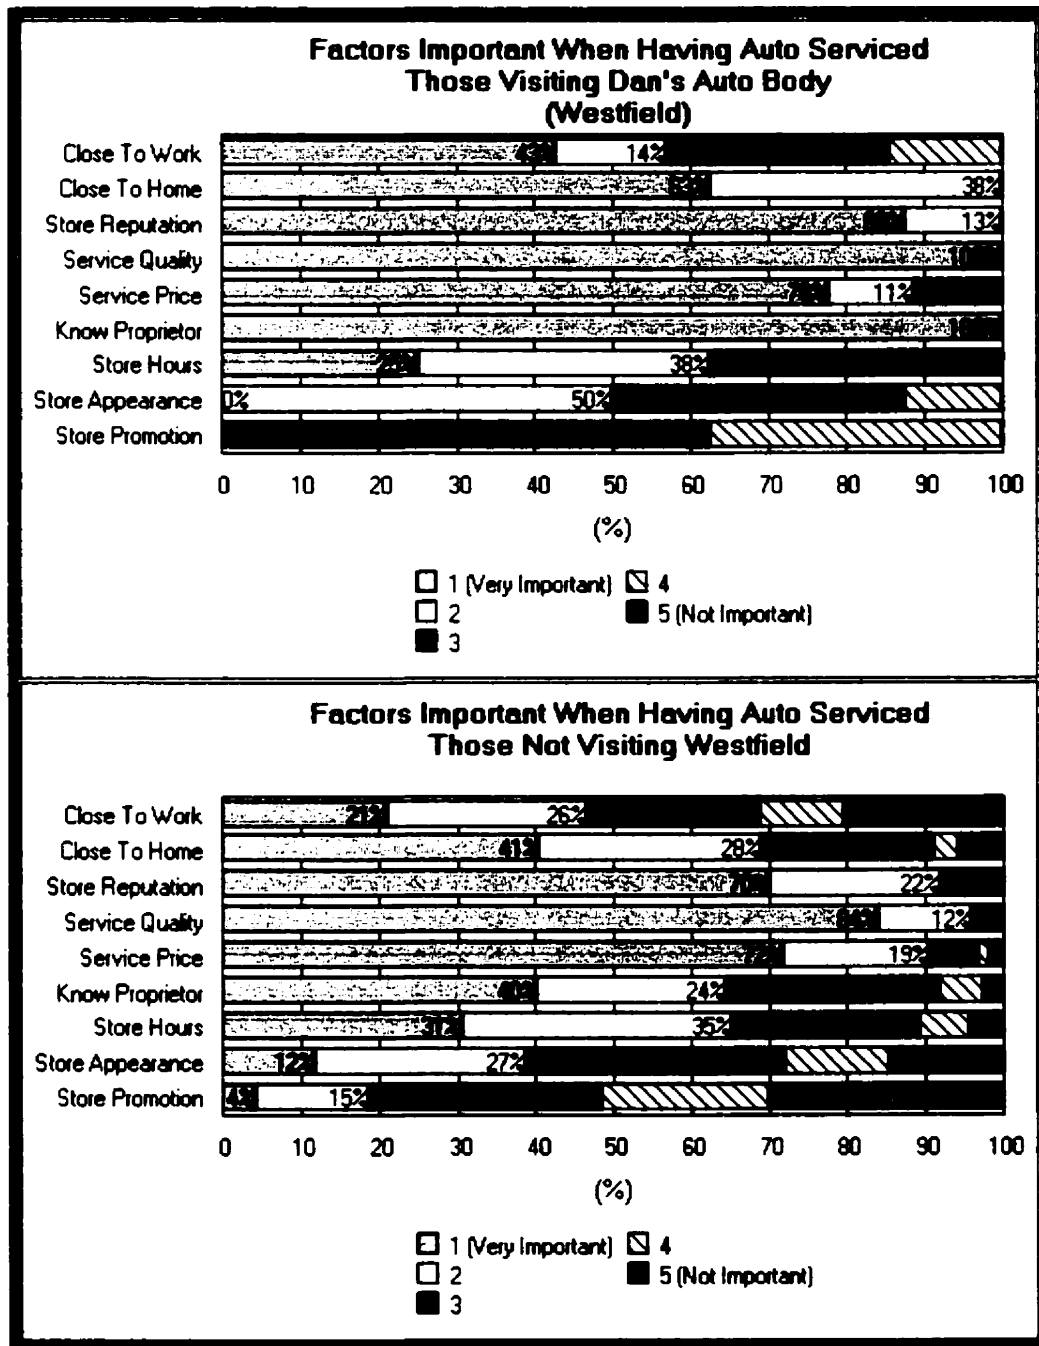 Factors Important When Having Auto Serviced
Those Visiting Dan's Auto Body
(Westfield)
Close To Work 43% 14%
Close To Home 63% 38%
Store Reputation 13%
Service Quality
Service Price 11%
Know Proprietor
Store Hours 25% 38%
Store Appearance 0% 50%
Store Promotion
0 10 20 30 40 50 60 70 80 90 100
(%)
1 (Very Important) 4
2 5 (Not Important)
3
Factors Important When Having Auto Serviced
Those Not Visiting Westfield
Close To Work 21% 26%
Close To Home 41% 28%
Store Reputation 70% 22%
Service Quality 84% 12%
Service Price 72% 19%
Know Proprietor 40% 24%
Store Hours 31% 35%
Store Appearance 12% 27%
Store Promotion 4% 15%
0 10 20 30 40 50 60 70 80 90 100
(%)
1 (Very Important) 4
2 5 (Not Important)
3